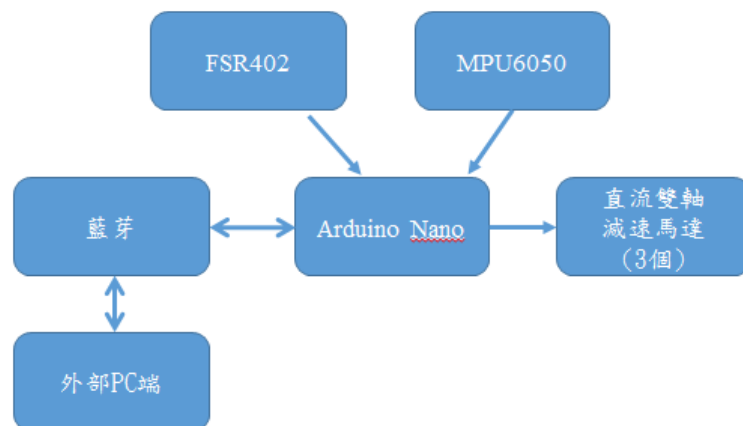 FSR402
MPU6050
藍芽
Arduino Nano
直流雙軸
減速馬達
(3個)
外部PC端